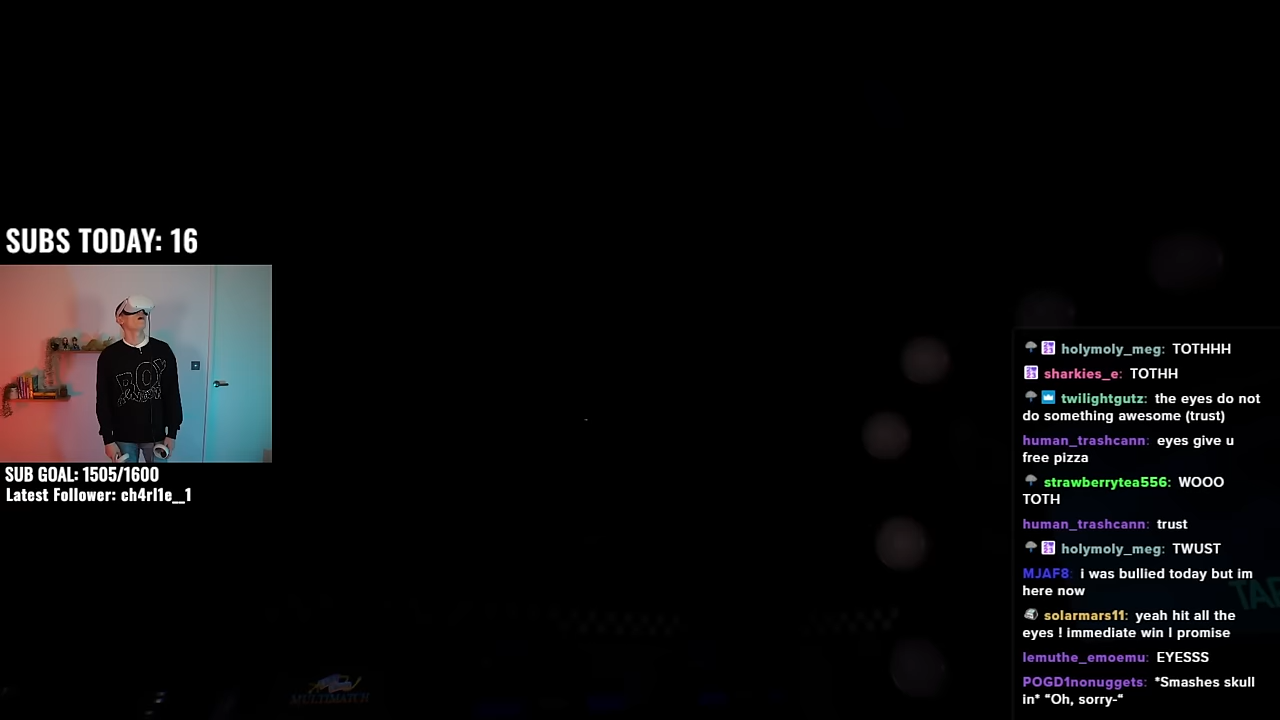 SUBS TODAY: 16
SUB GOAL: 1505/1600
Latest Follower: ch4rl1e__1
MULTIMATCH
holymoly_meg: TOTHHH
sharkies_e: TOTHH
twilightgutz: the eyes do not
do something awesome (trust)
human_trashcann: eyes give u
free pizza
strawberrytea556: WOOO
TOTH
human_trashcann: trust
holymoly_meg: TWUST
MJAF8: i was bullied today but im
here now
solarmars11: yeah hit all the
eyes ! immediate win I promise
lemuthe_emoemu: EYESSS
POGD1nonuggets: *Smashes skull
in* “Oh, sorry-“